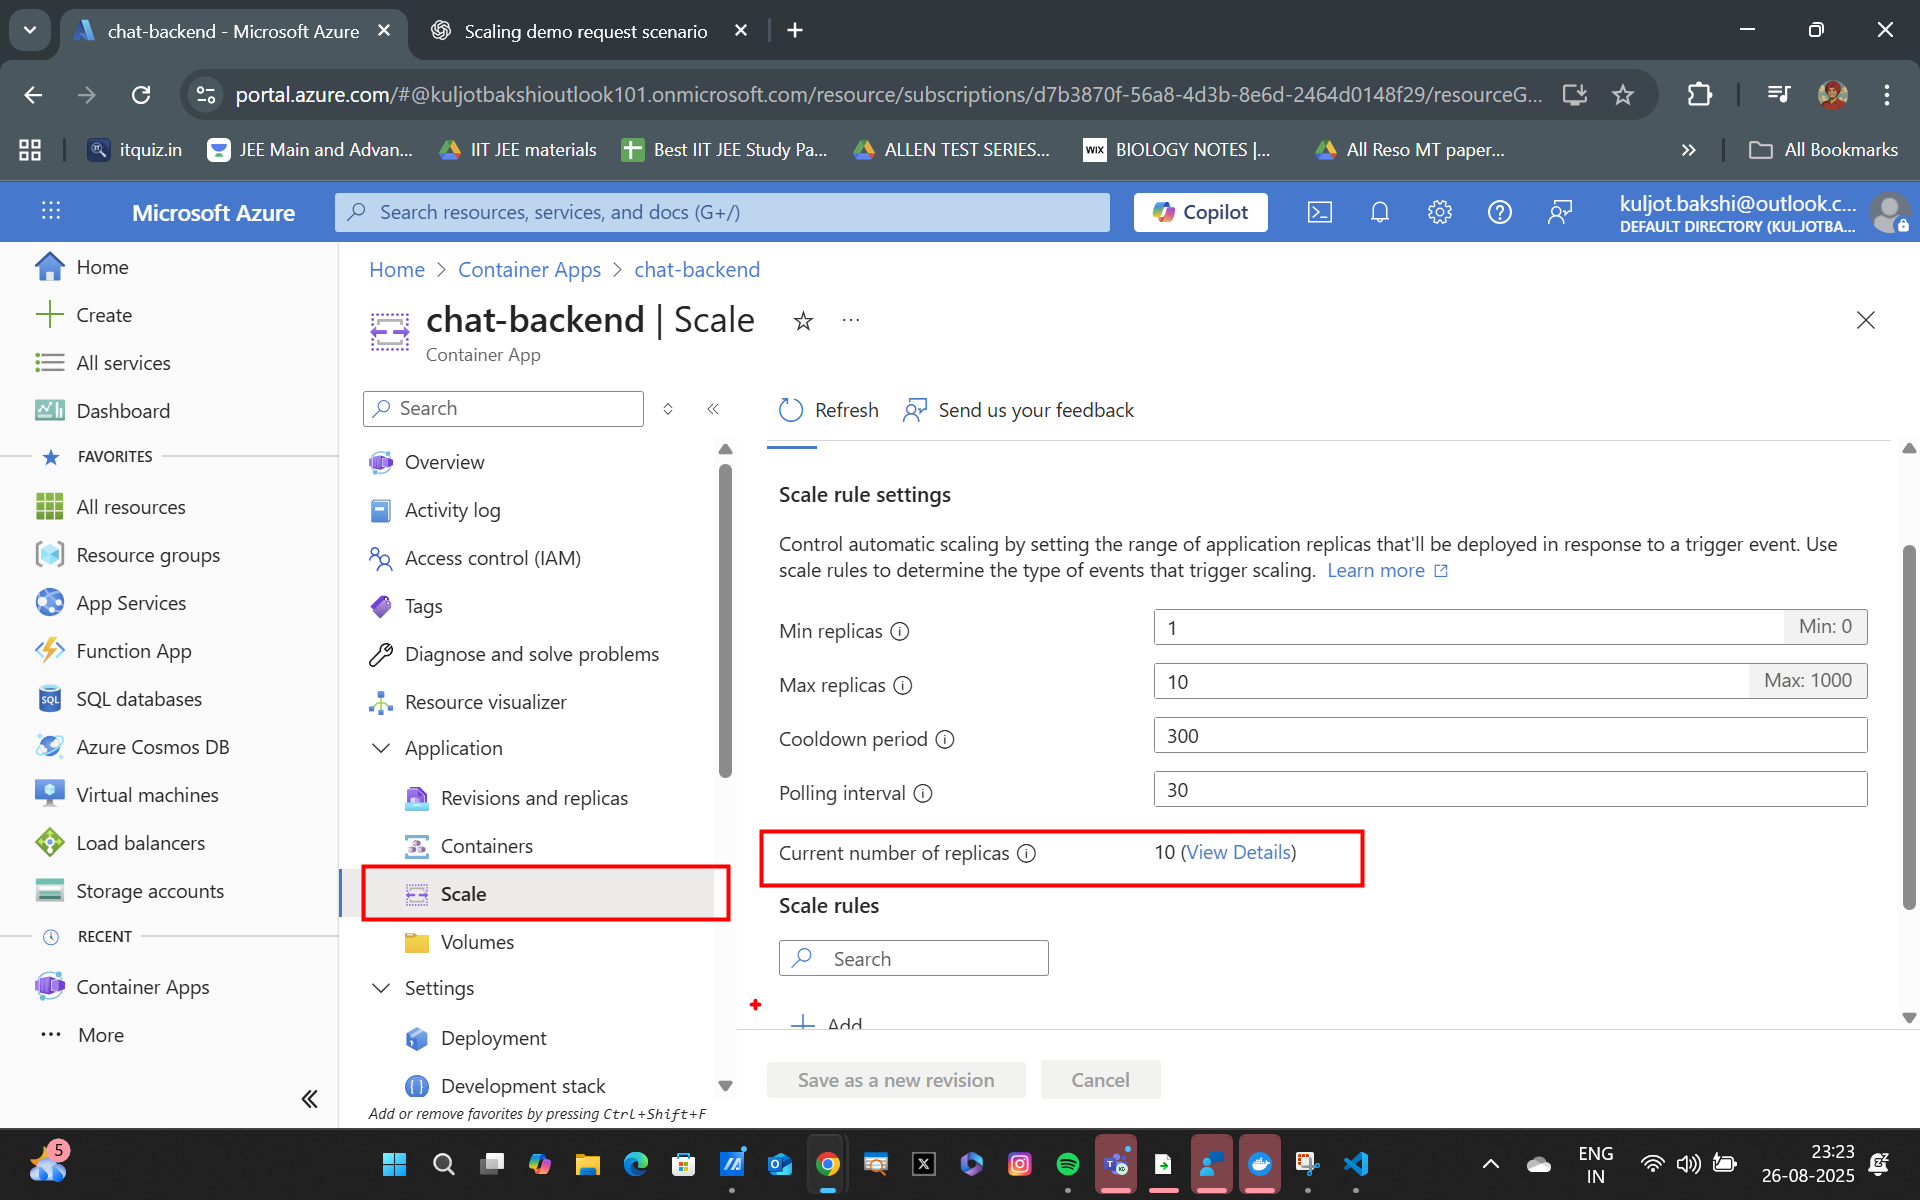 chat-backend - Microsoft Azure
Scaling demo request scenario
portal.azure.com/#@kuljotbakshioutlook101.onmicrosoft.com/resource/subscriptions/d7b3870f-56a8-4d3b-8e6d-2464d0148f29/resourceG...
itquiz.in
JEE Main and Advan...
IIT JEE materials
Best IIT JEE Study Pa...
ALLEN TEST SERIES...
WIX
BIOLOGY NOTES |...
All Reso MT paper...
All Bookmarks
Microsoft Azure
Search resources, services, and docs (G+/)
Copilot
kuljot.bakshi@outlook.c...
DEFAULT DIRECTORY (KULJOTBA...
Home
Create
All services
Dashboard
FAVORITES
All resources
Resource groups
App Services
Function App
SQL
SQL databases
Azure Cosmos DB
Virtual machines
Load balancers
Storage accounts
RECENT
Container Apps
More
Home > Container Apps > chat-backend
chat-backend | Scale
Container App
Search
Overview
Activity log
Access control (IAM)
Tags
Diagnose and solve problems
Resource visualizer
Application
Revisions and replicas
Containers
Scale
Volumes
Settings
Deployment
Development stack
Add or remove favorites by pressing Ctrl+Shift+F
Refresh
Send us your feedback
Scale rule settings
Control automatic scaling by setting the range of application replicas that'll be deployed in response to a trigger event. Use
scale rules to determine the type of events that trigger scaling. Learn more
Min replicas
1
Min: 0
Max replicas
10
Max: 1000
Cooldown period
300
Polling interval
30
Current number of replicas
10 (View Details)
Scale rules
Search
Add
Save as a new revision
Cancel
5
ENG
IN
23:23
26-08-2025